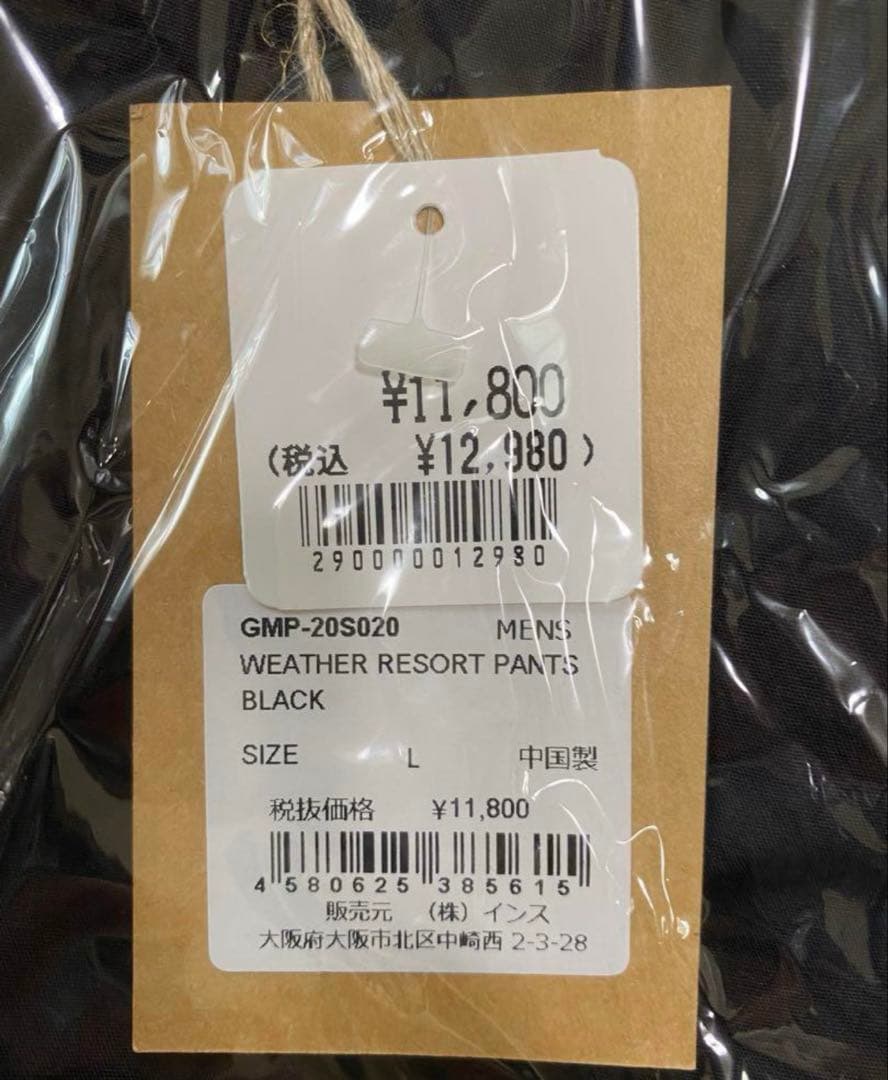 ¥11,800
(税込 ¥12,980)
290000012980
GMP-20S020 MENS
WEATHER RESORT PANTS
BLACK
SIZE L 中国製
税抜価格 ¥11,800
4 580625 385615
販売元 (株)インス
大阪府大阪市北区中崎西 2-3-28